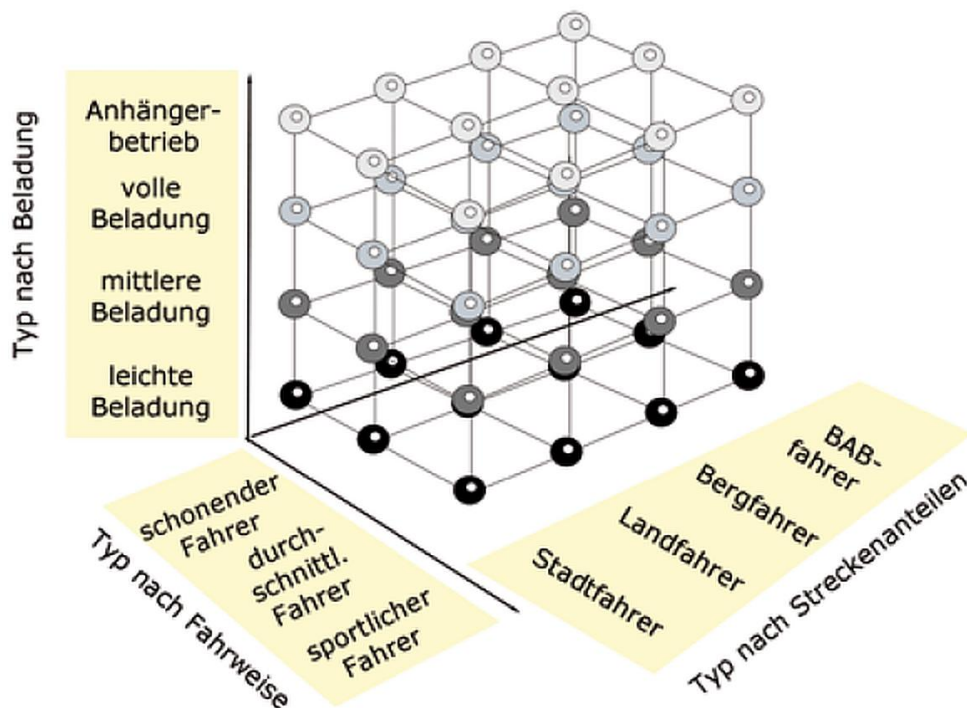 Typ nach Beladung
Anhänger-
betrieb
volle
Beladung
mittlere
Beladung
leichte
Beladung
schonender
Fahrer
durch-
schnittl.
Fahrer
sportlicher
Fahrer
Typ nach Fahrweise
Stadtfahrer
Landfahrer
Bergfahrer
BAB-
fahrer
Typ nach Streckenanteilen